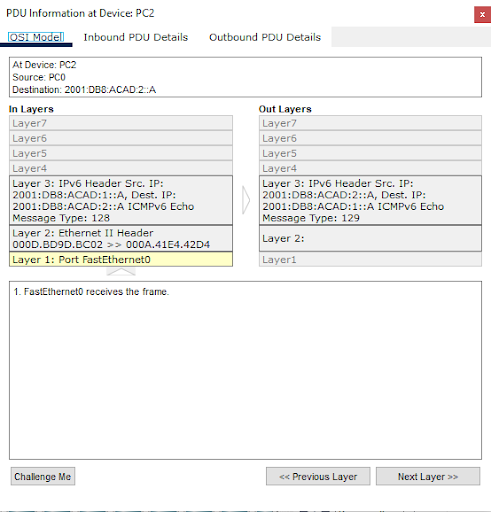 PDU Information at Device: PC2
x
OSI Model
Inbound PDU Details
Outbound PDU Details
At Device: PC2
Source: PC0
Destination: 2001:DB8:ACAD:2::A
In Layers
Layer7
Layer6
Layer5
Layer4
Layer 3: IPv6 Header Src. IP:
2001:DB8:ACAD:1::A, Dest. IP:
2001:DB8:ACAD:2::A ICMPv6 Echo
Message Type: 128
Layer 2: Ethernet II Header
000D.BD9D.BC02 >> 000A.41E4.42D4
Layer 1: Port FastEthernet0
Out Layers
Layer7
Layer6
Layer5
Layer4
Layer 3: IPv6 Header Src. IP:
2001:DB8:ACAD:2::A, Dest. IP:
2001:DB8:ACAD:1::A ICMPv6 Echo
Message Type: 129
Layer 2:
Layer1
1. FastEthernet0 receives the frame.
Challenge Me
<< Previous Layer
Next Layer >>